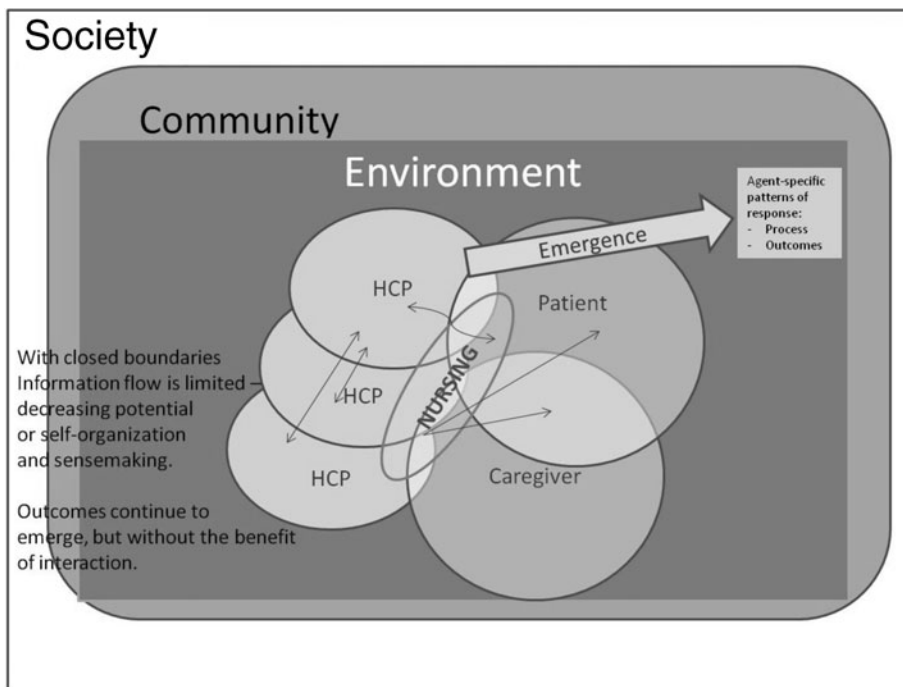 Society
Community
Environment
Agent-specific
patterns of
response:
- Process
- Outcomes
Emergence
HCP
Patient
NURSING
HCP
HCP
Caregiver
With closed boundaries
Information flow is limited –
decreasing potential
or self-organization
and sensemaking.
Outcomes continue to
emerge, but without the benefit
of interaction.